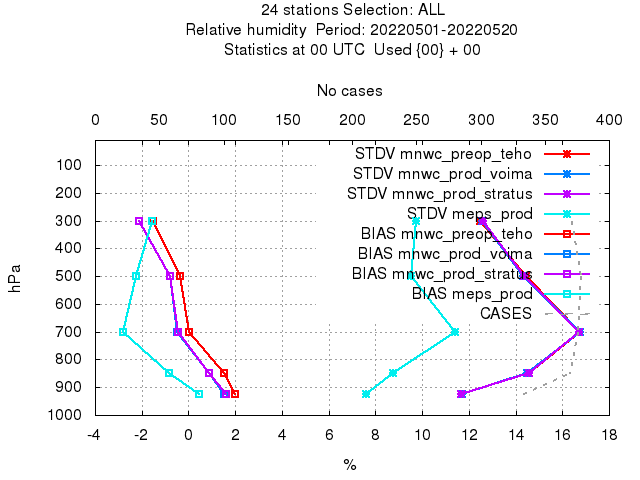 24 stations Selection: ALL
Relative humidity  Period: 20220501-20220520
Statistics at 00 UTC  Used {00} + 00
No cases
0 50 100 150 200 250 300 350 400
STDV mnwc_preop_teho
STDV mnwc_prod_voima
STDV mnwc_prod_stratus
STDV meps_prod
BIAS mnwc_preop_teho
BIAS mnwc_prod_voima
BIAS mnwc_prod_stratus
BIAS meps_prod
CASES
hPa
100
200
300
400
500
600
700
800
900
1000
-4 -2 0 2 4 6 8 10 12 14 16 18
%